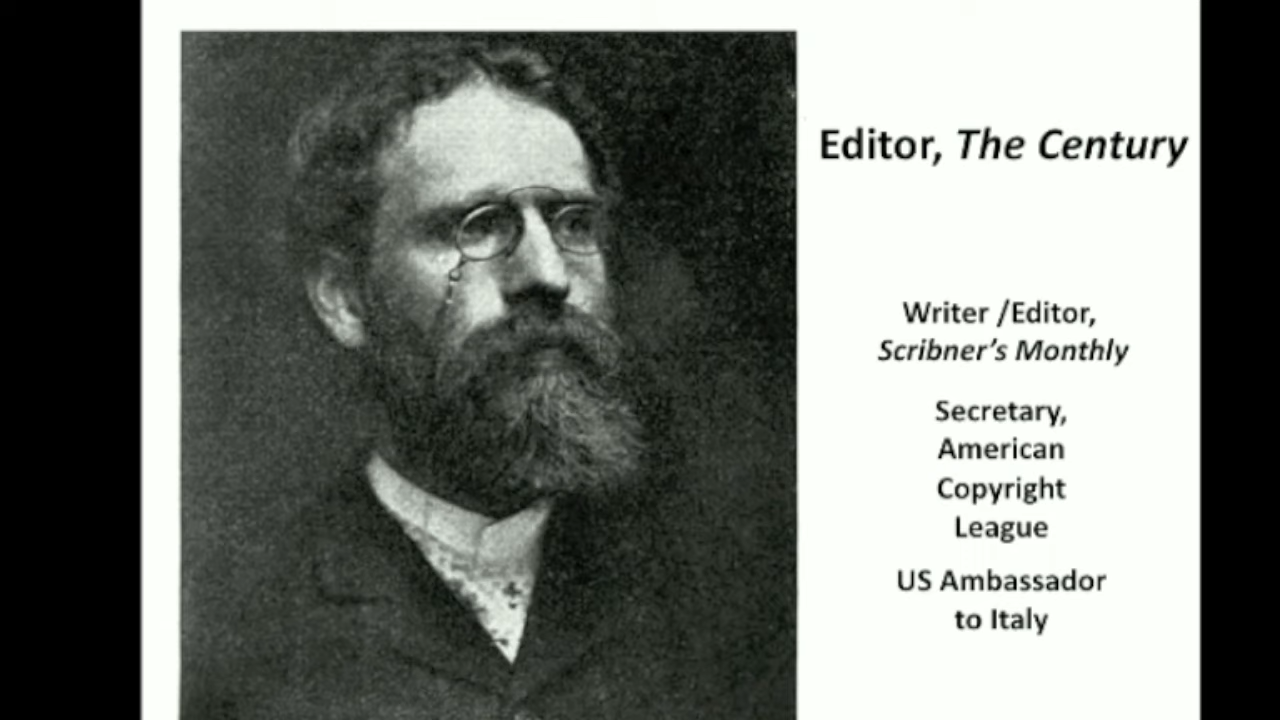 Editor, The Century
Writer /Editor,
Scribner's Monthly
Secretary,
American
Copyright
League
US Ambassador
to Italy